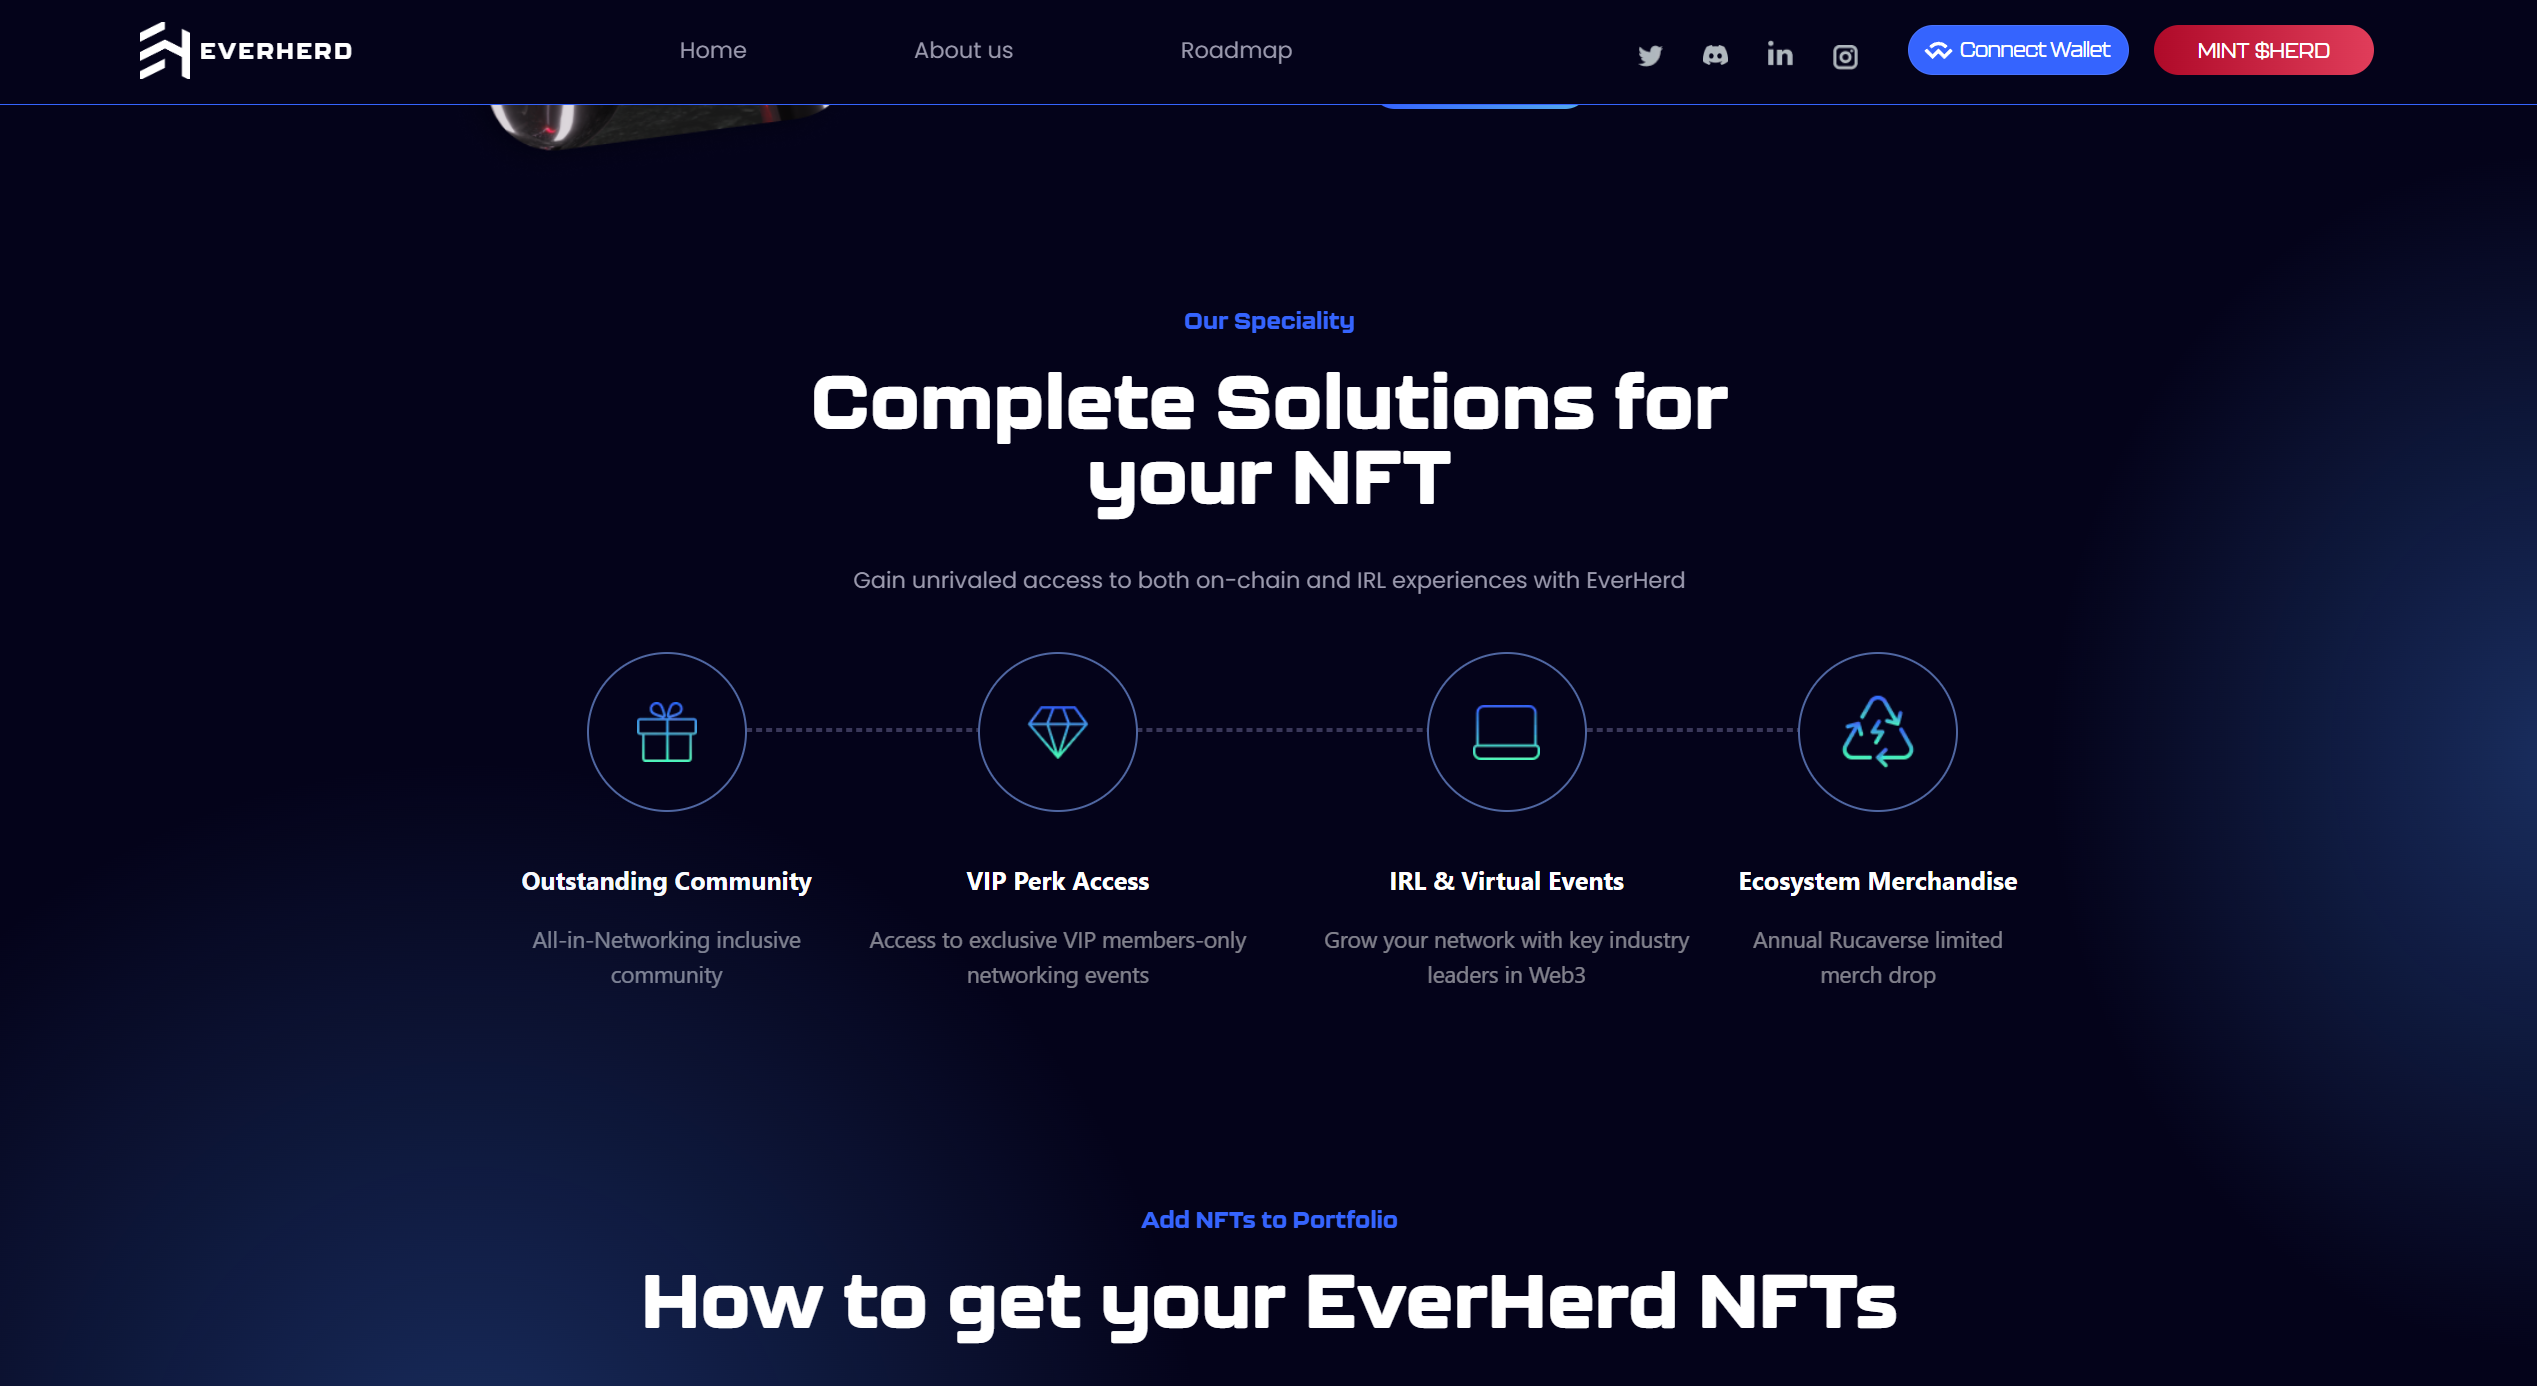 EVERHERD
Home
About us
Roadmap
Connect Wallet
MINT $HERD
Our Speciality
Complete Solutions for
your NFT
Gain unrivaled access to both on-chain and IRL experiences with EverHerd
Outstanding Community
All-in-Networking inclusive
community
VIP Perk Access
Access to exclusive VIP members-only
networking events
IRL & Virtual Events
Grow your network with key industry
leaders in Web3
Ecosystem Merchandise
Annual Rucaverse limited
merch drop
Add NFTs to Portfolio
How to get your EverHerd NFTs